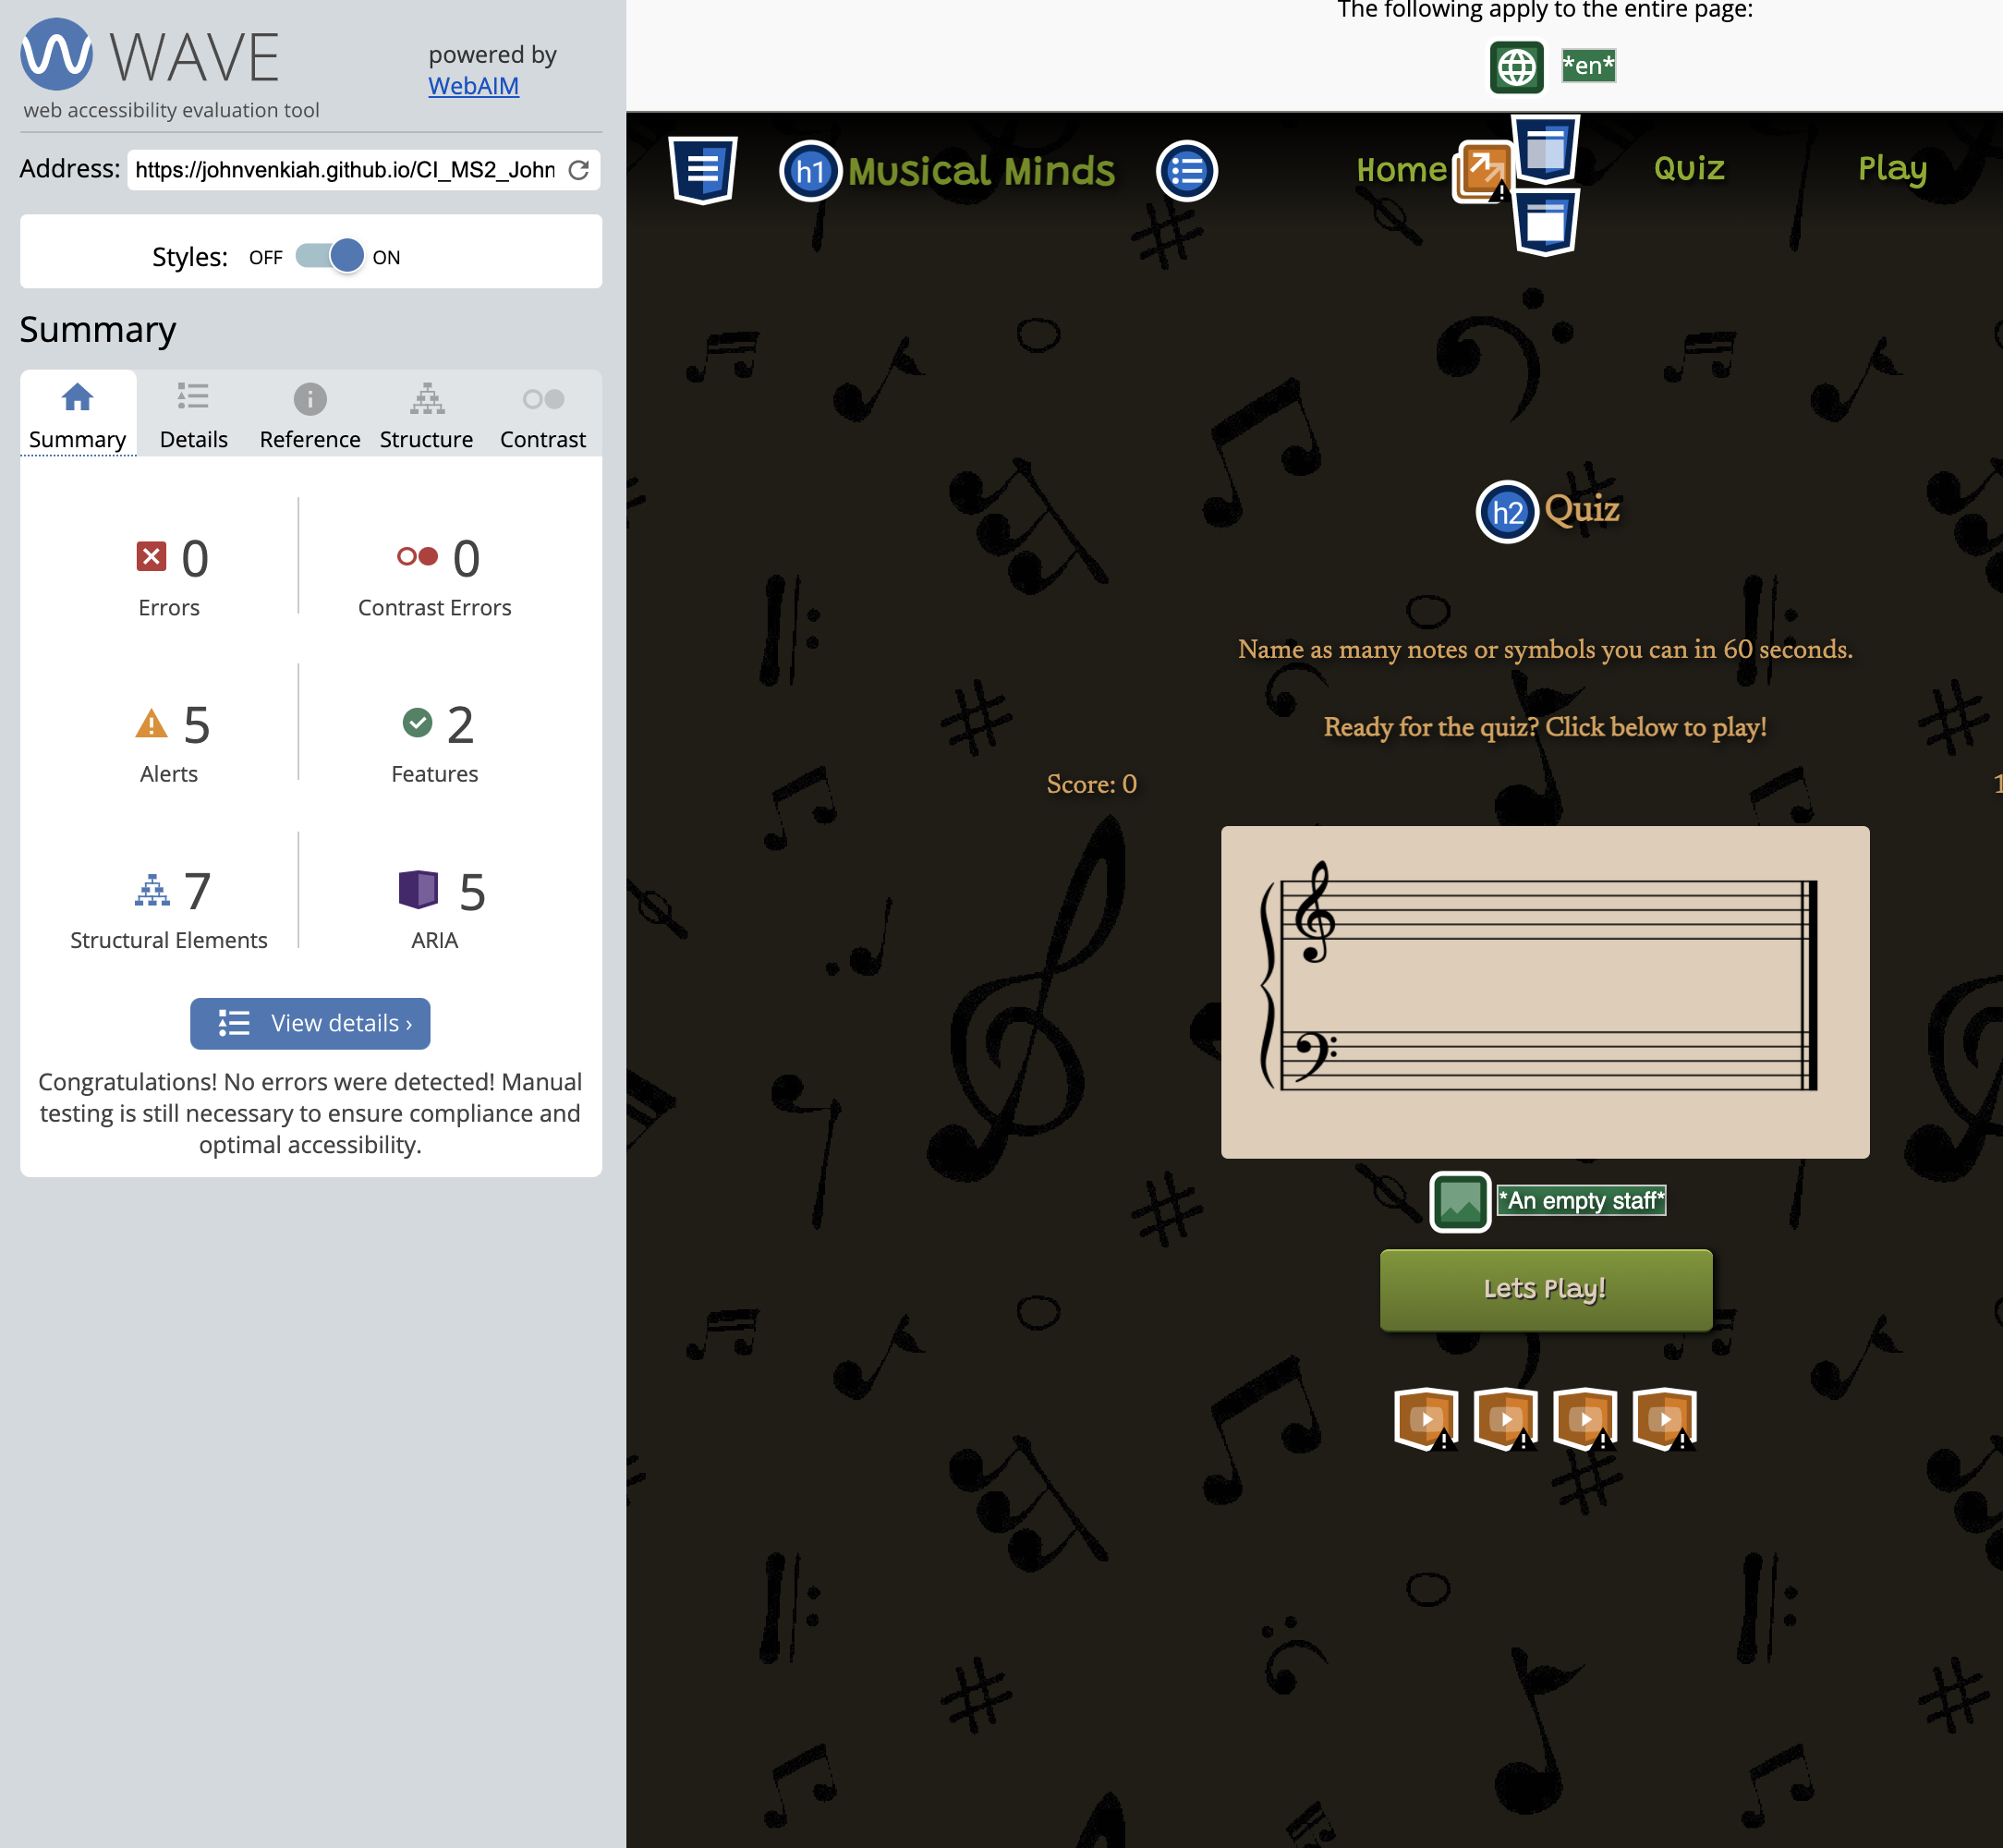 WAVE
powered by
WebAIM
web accessibility evaluation tool
Address: https://johnvenkiah.github.io/CI_MS2_John
Styles: OFF ON
Summary
Summary Details Reference Structure Contrast
0 0
Errors Contrast Errors
5 2
Alerts Features
7 5
Structural Elements ARIA
View details ›
Congratulations! No errors were detected! Manual
testing is still necessary to ensure compliance and
optimal accessibility.
The following apply to the entire page:
*en*
h1 Musical Minds Home Quiz Play
h2 Quiz
Name as many notes or symbols you can in 60 seconds.
Ready for the quiz? Click below to play!
Score: 0 1
*An empty staff*
Lets Play!